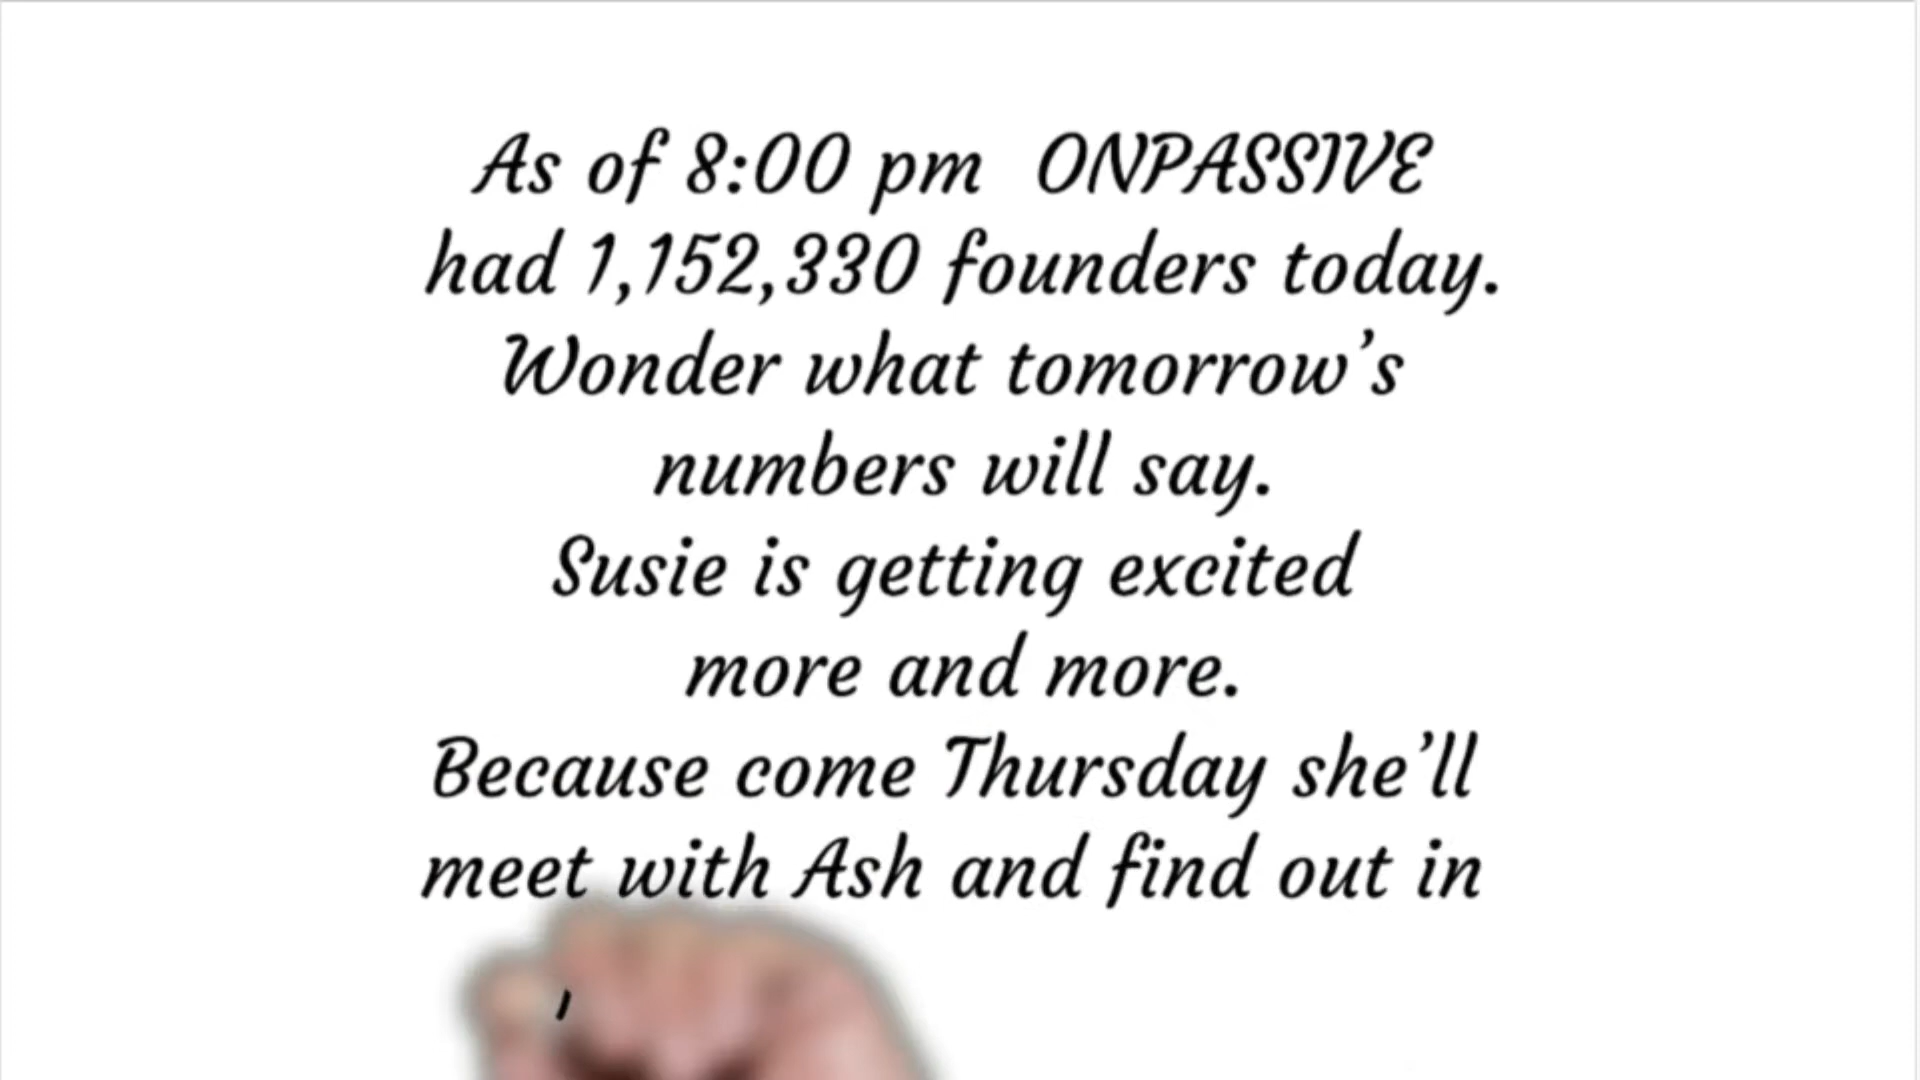 As of 8:00 pm ONPASSIVE
had 1,152,330 founders today.
Wonder what tomorrow’s
numbers will say.
Susie is getting excited
more and more.
Because come Thursday she’ll
meet with Ash and find out in